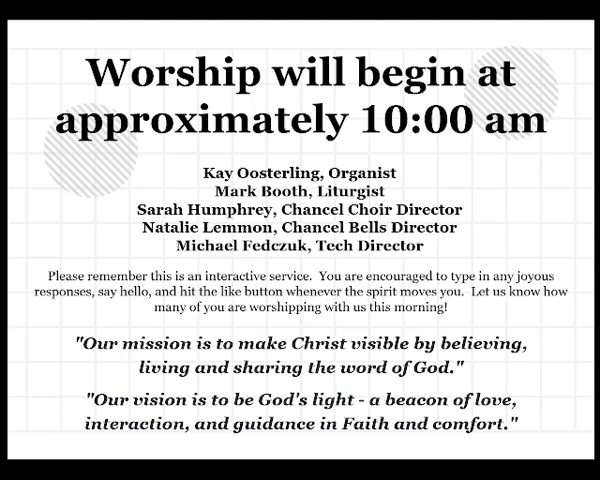 Worship will begin at
approximately 10:00 am
Kay Oosterling, Organist
Mark Booth, Liturgist
Sarah Humphrey, Chancel Choir Director
Natalie Lemmon, Chancel Bells Director
Michael Fedczuk, Tech Director
Please remember this is an interactive service. You are encouraged to type in any joyous
responses, say hello, and hit the like button whenever the spirit moves you. Let us know how
many of you are worshipping with us this morning!
"Our mission is to make Christ visible by believing,
living and sharing the word of God."
"Our vision is to be God's light - a beacon of love,
interaction, and guidance in Faith and comfort."